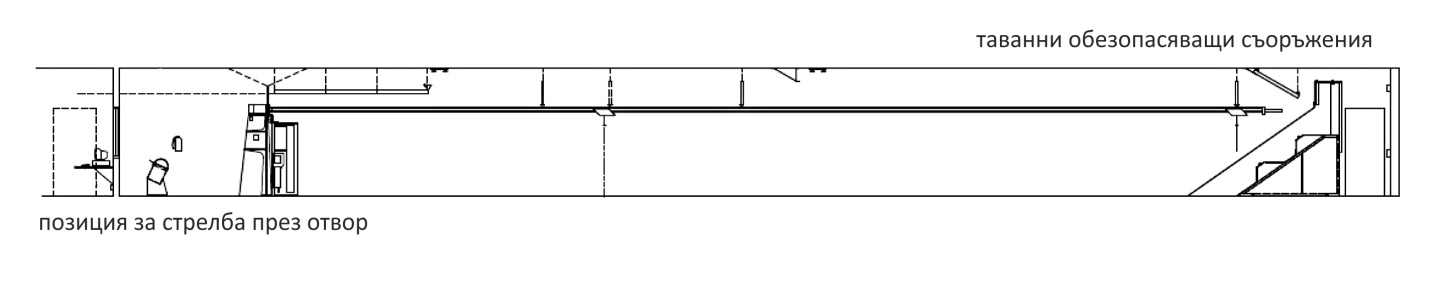 таванни обезопасяващи съоръжения
позиция за стрелба през отвор